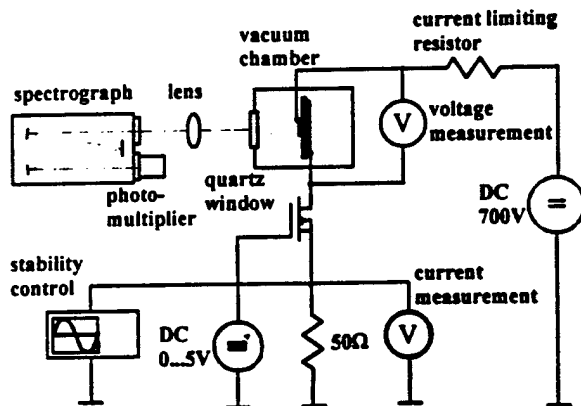 current limiting
resistor
vacuum
chamber
spectrograph
lens
V
voltage
measurement
photo-
multiplier
quartz
window
DC
700V
=
stability
control
current
measurement
DC
0...5V
50Ω
V